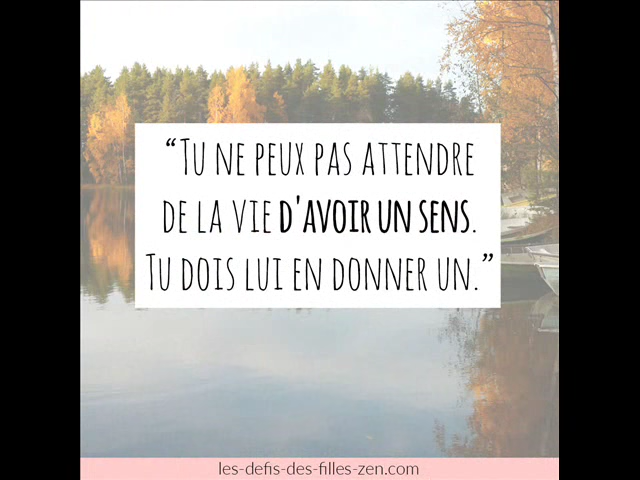 “TU NE PEUX PAS ATTENDRE
DE LA VIE D'AVOIR UN SENS.
TU DOIS LUI EN DONNER UN.”
les-defis-des-filles-zen.com